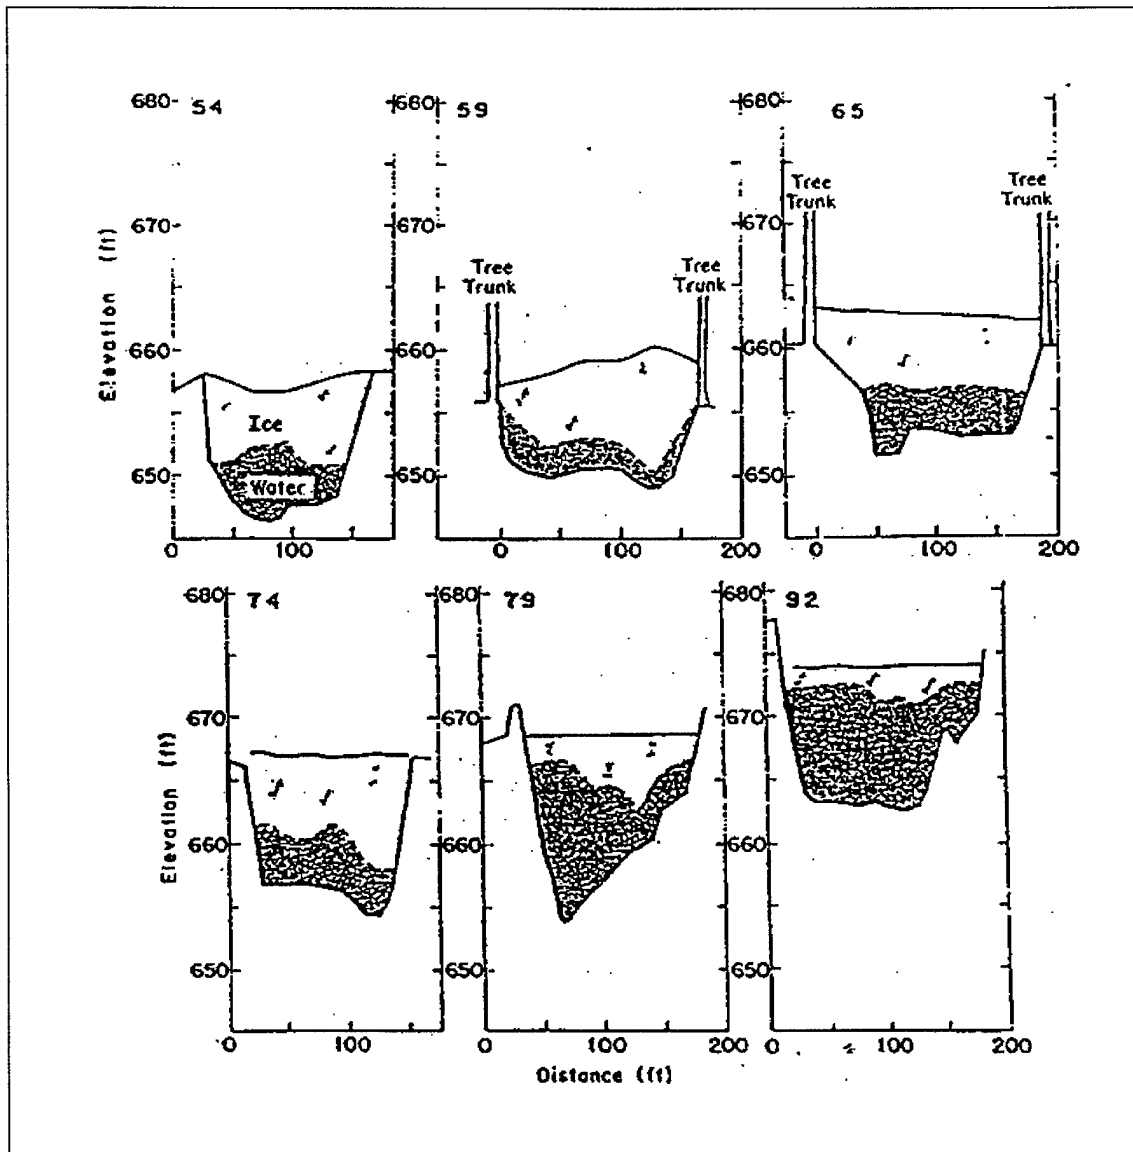 680 54 680 59 680 65
Tree Tree
Trunk Trunk
670 670 670
Tree Tree
Trunk Trunk
Elevation (ft)
660 660 660
Ice
Water
650 650 650
0 100 0 100 200 0 100 200
680 74 680 79 680 92
670 670 670
Elevation (ft)
660 660 660
650 650 650
0 100 0 100 200 0 100 200
Distance (ft)